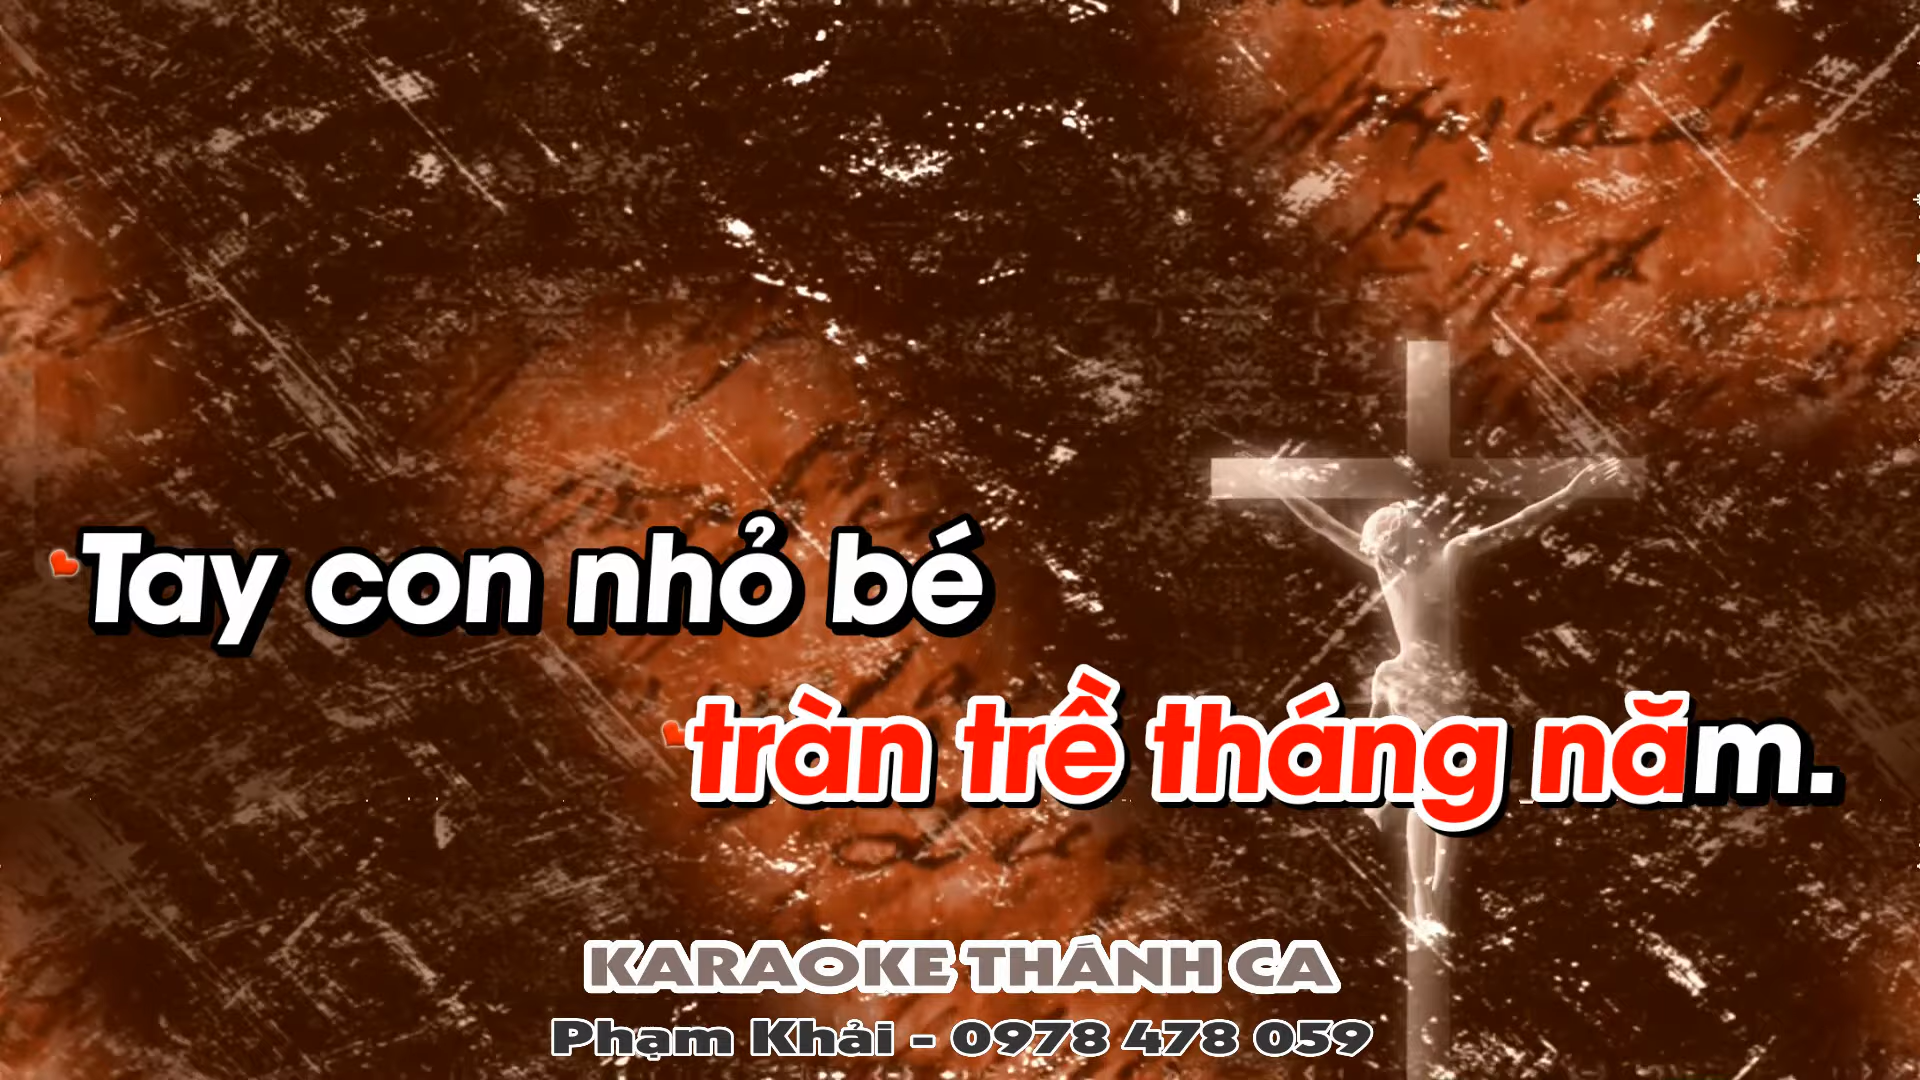 Tay con nhỏ bé
tràn trề tháng năm.
KARAOKE THÁNH CA
Phạm Khải - 0978 478 059